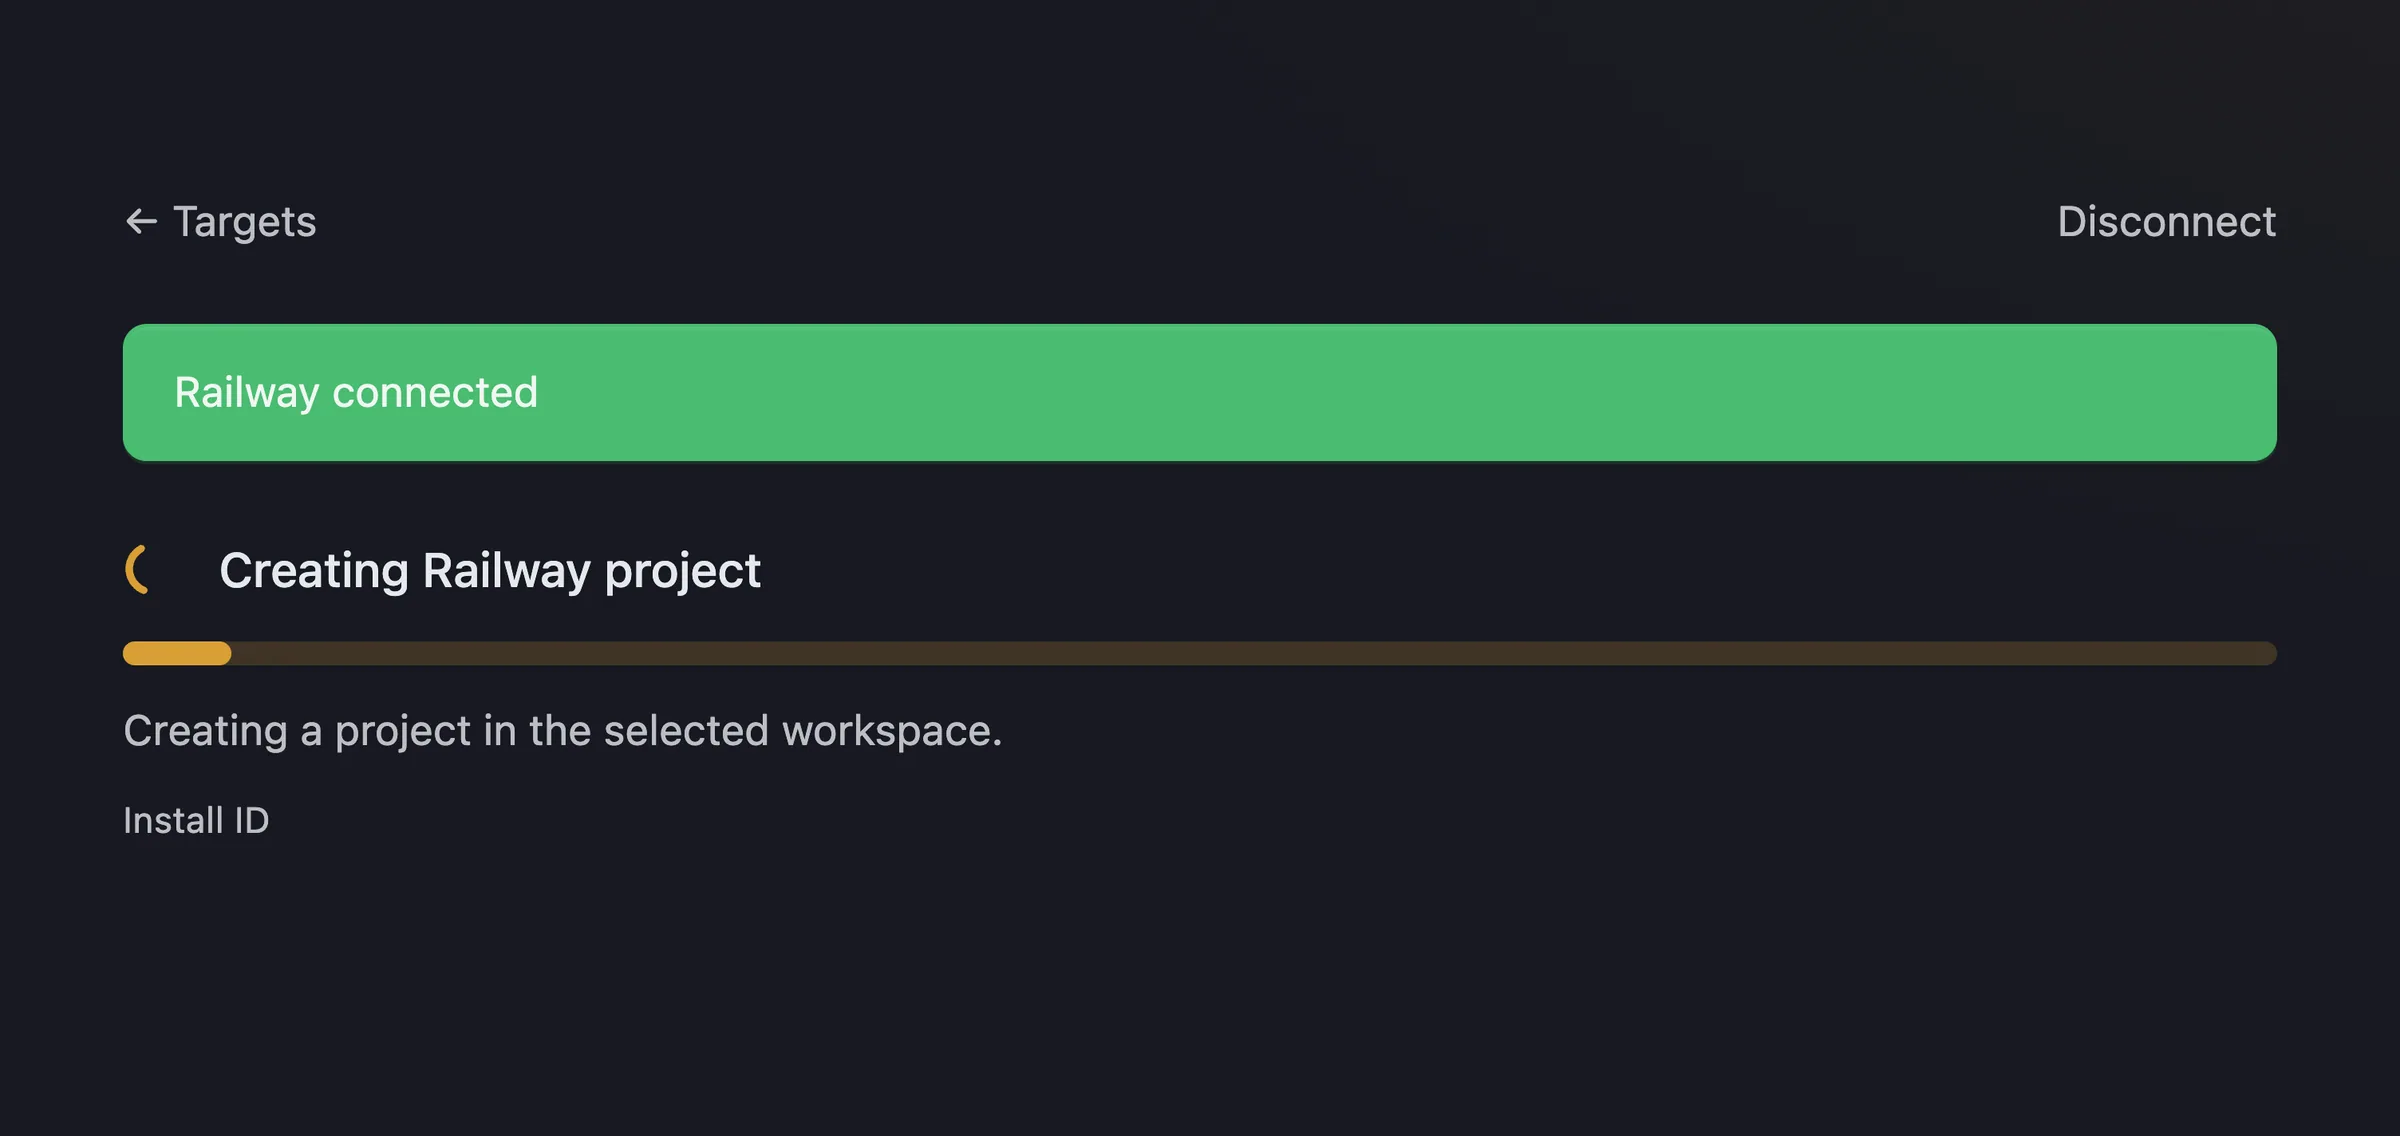 ← Targets
Disconnect
Railway connected
Creating Railway project
Creating a project in the selected workspace.
Install ID